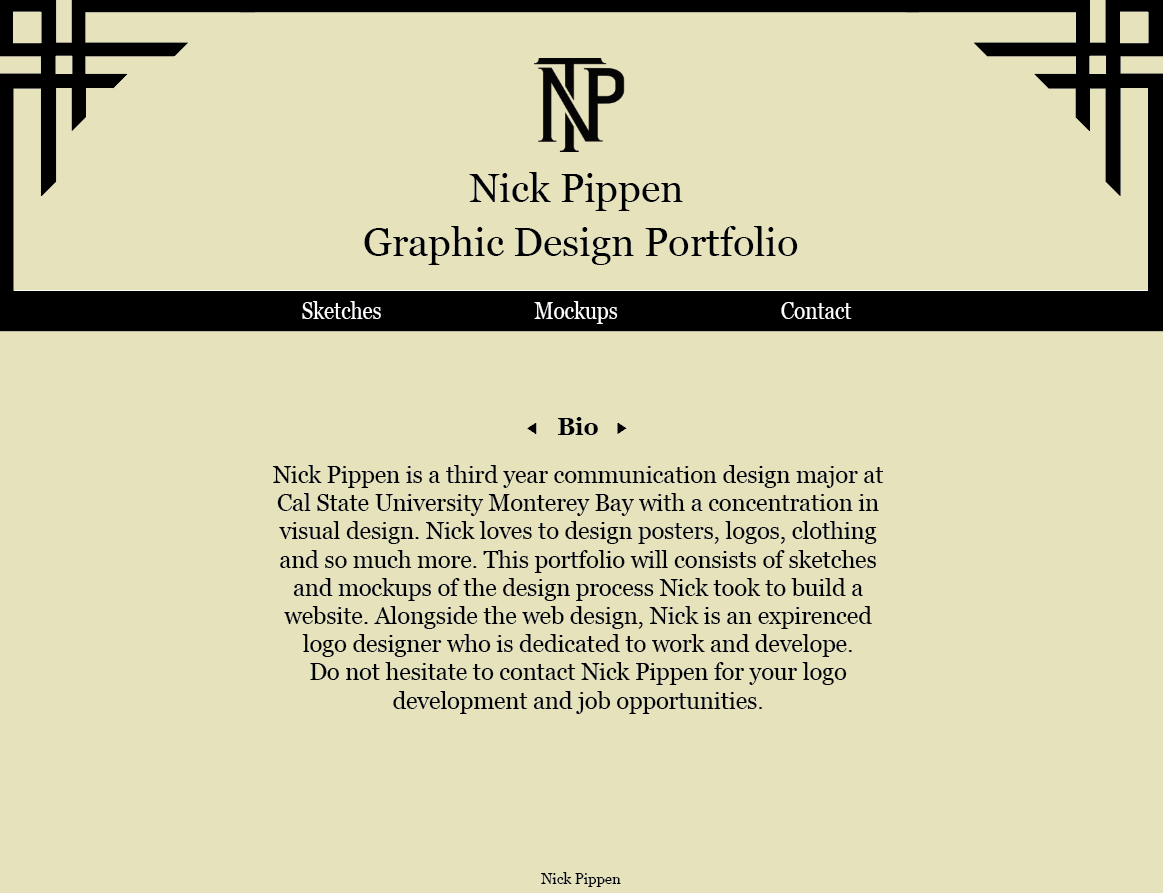 NTP
Nick Pippen
Graphic Design Portfolio
Sketches Mockups Contact
Bio
Nick Pippen is a third year communication design major at
Cal State University Monterey Bay with a concentration in
visual design. Nick loves to design posters, logos, clothing
and so much more. This portfolio will consists of sketches
and mockups of the design process Nick took to build a
website. Alongside the web design, Nick is an expirenced
logo designer who is dedicated to work and develope.
Do not hesitate to contact Nick Pippen for your logo
development and job opportunities.
Nick Pippen